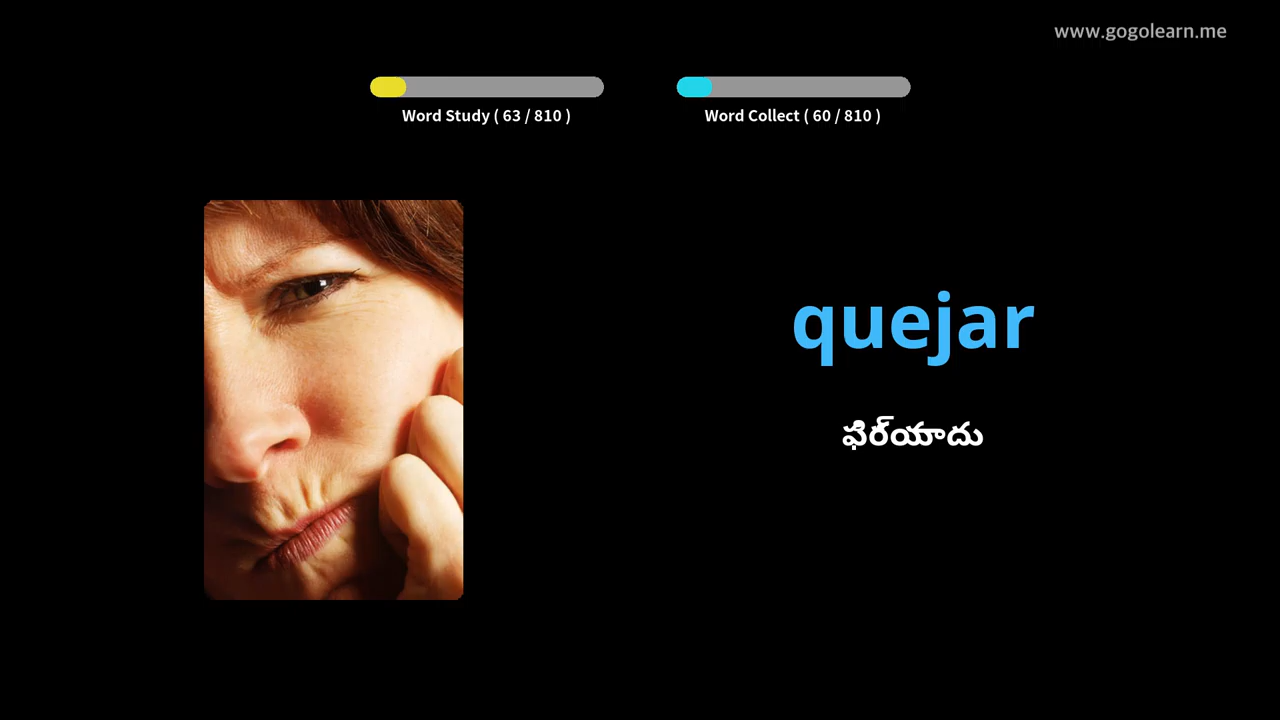 www.gogolearn.me
Word Study ( 63 / 810 )
Word Collect ( 60 / 810 )
quejar
ఫిర్యాదు